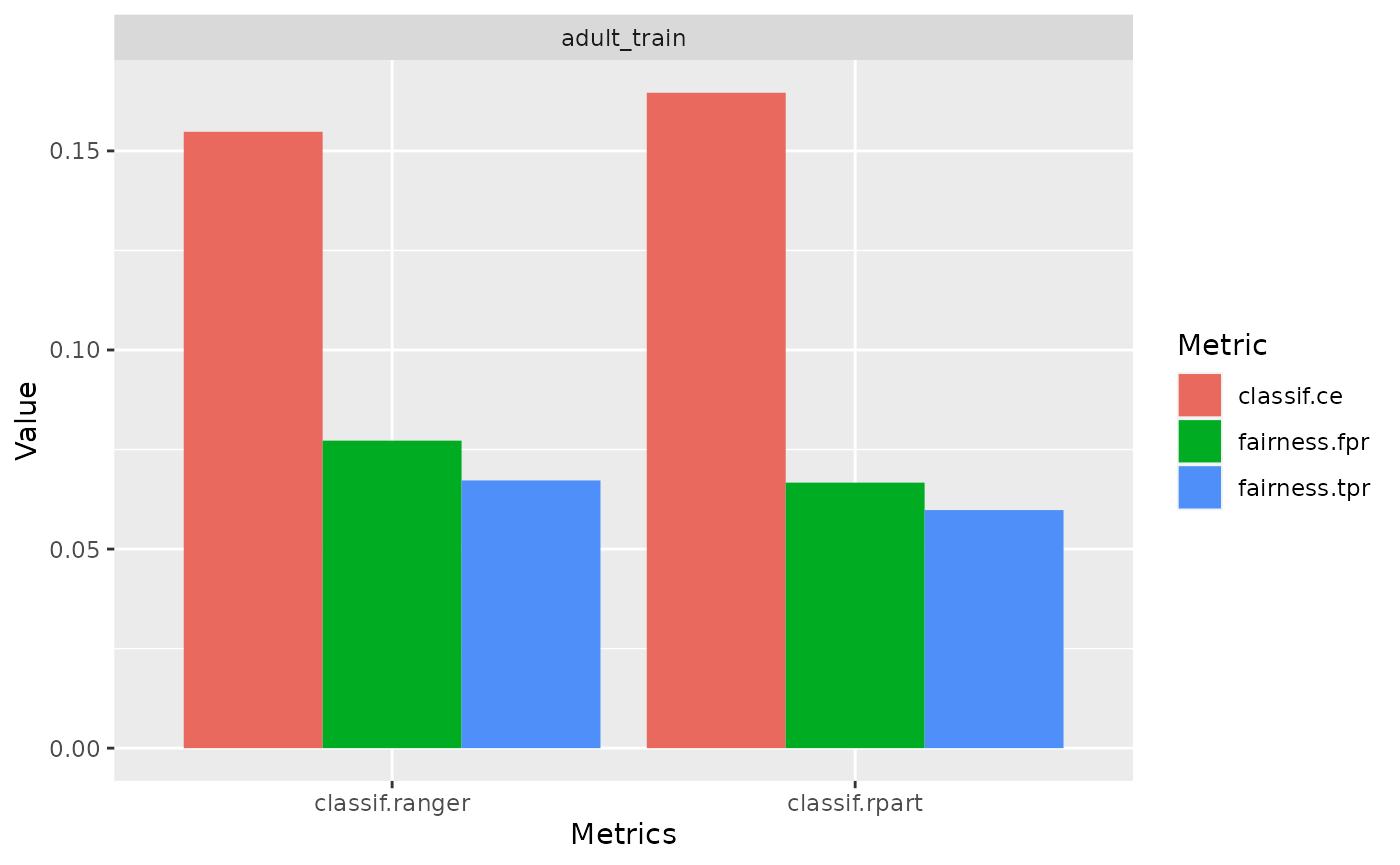 adult_train
0.15
0.10
0.05
0.00
Value
classif.ranger
classif.rpart
Metrics
Metric
classif.ce
fairness.fpr
fairness.tpr